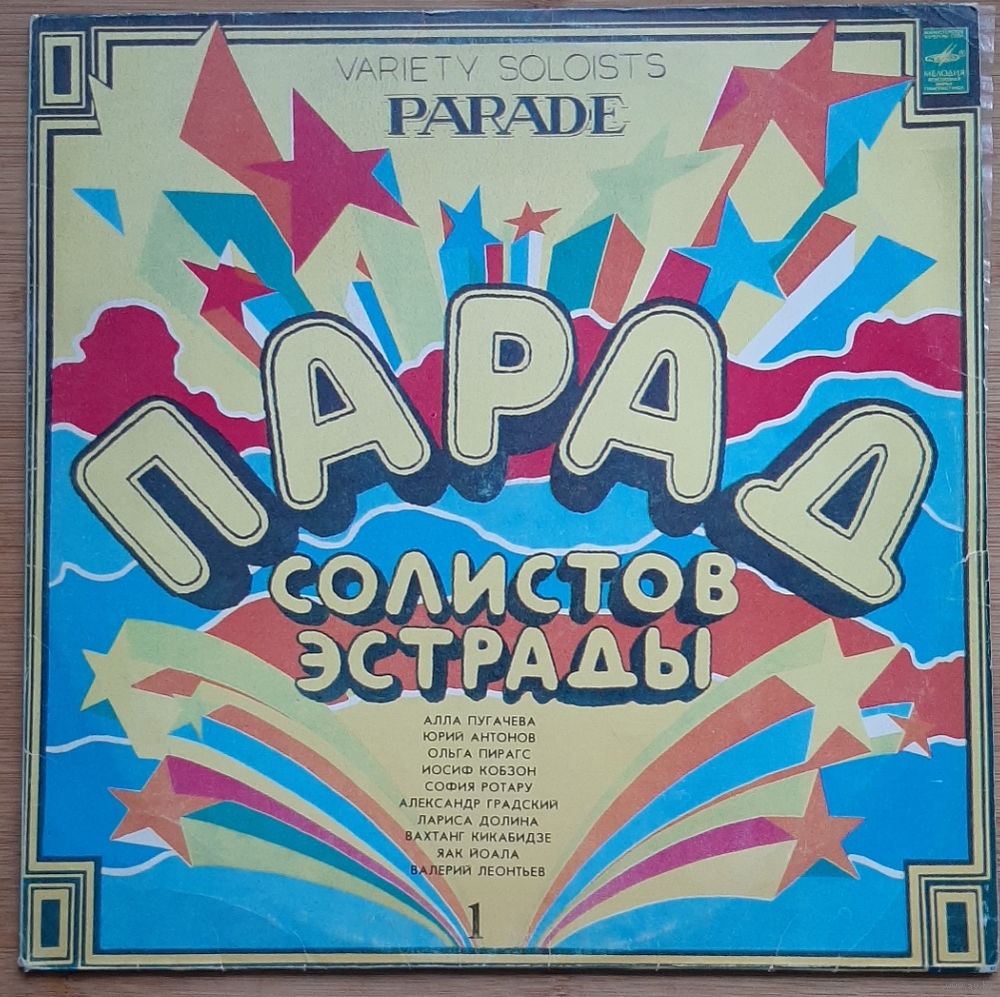 VARIETY SOLOISTS
PARADE
МЕЛОДИЯ
ПАРАД
СОЛИСТОВ
ЭСТРАДЫ
АЛЛА ПУГАЧЕВА
ЮРИЙ АНТОНОВ
ОЛЬГА ПИРАГС
ИОСИФ КОБЗОН
СОФИЯ РОТАРУ
АЛЕКСАНДР ГРАДСКИЙ
ЛАРИСА ДОЛИНА
ВАХТАНГ КИКАБИДЗЕ
ЯАК ЙОАЛА
ВАЛЕРИЙ ЛЕОНТЬЕВ
1